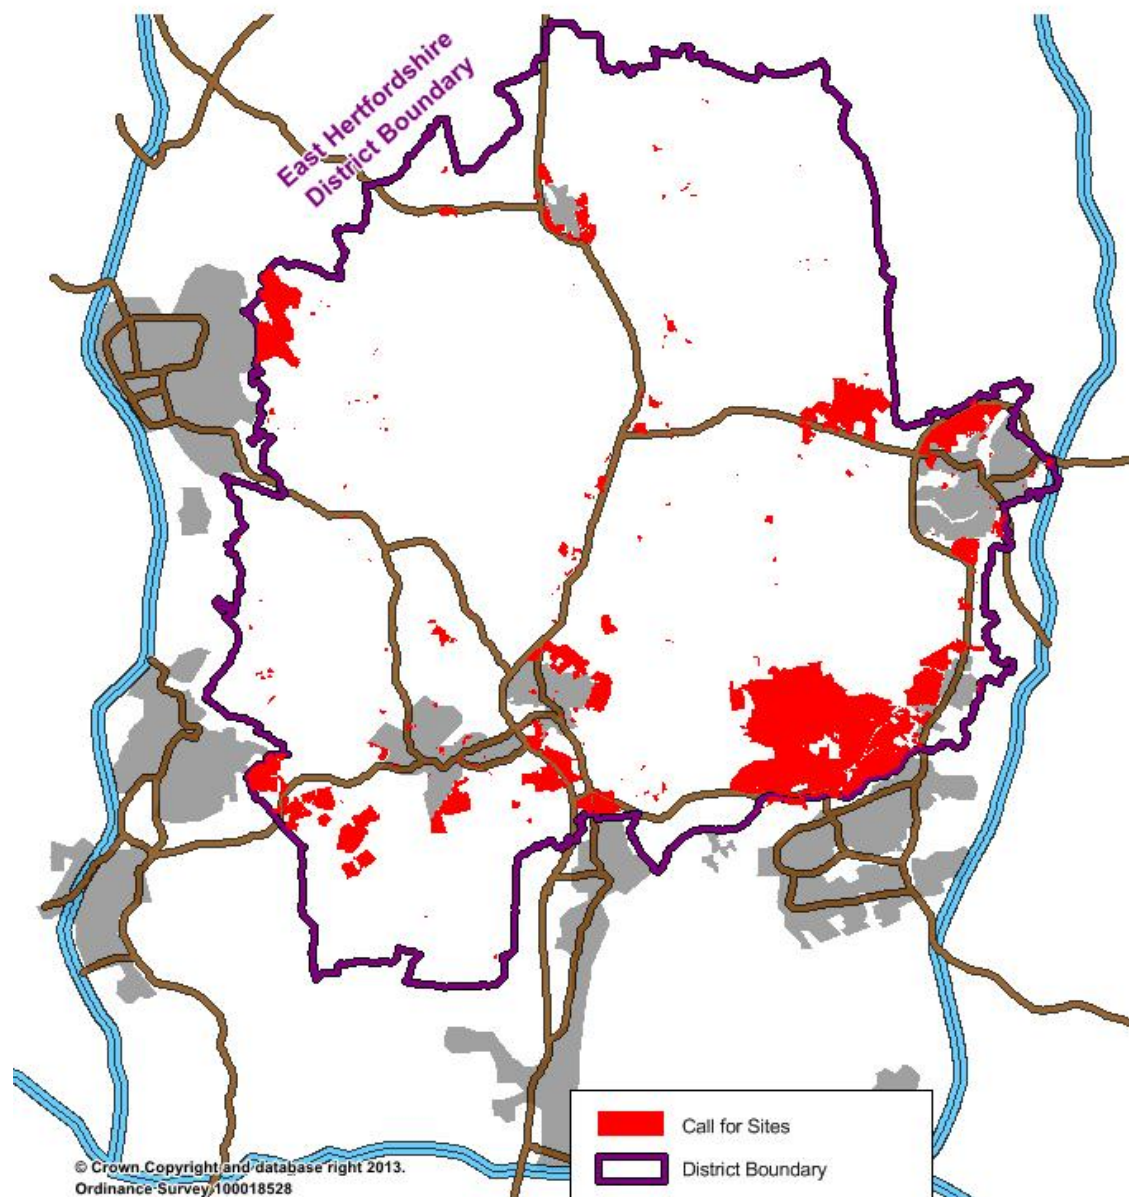 East Hertfordshire
District Boundary
Call for Sites
District Boundary
© Crown Copyright and database right 2013.
Ordinance Survey 100018528